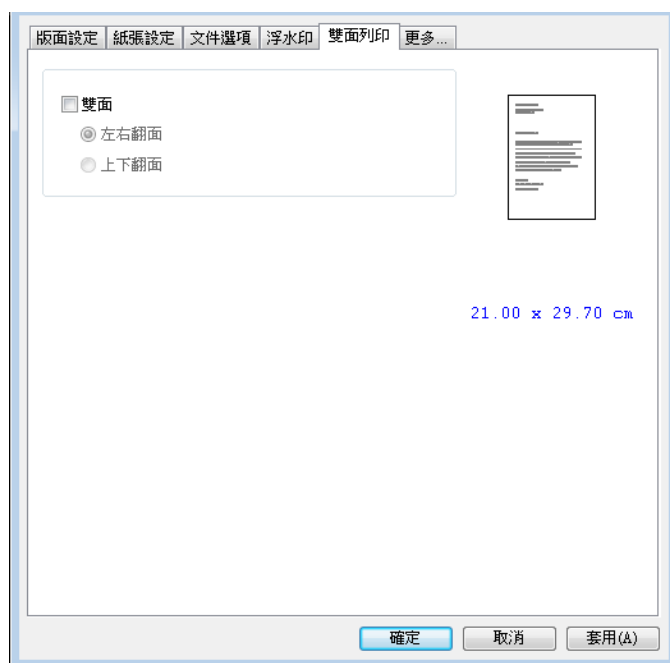 版面設定 紙張設定 文件選項 浮水印 雙面列印 更多...
雙面
左右翻面
上下翻面
21.00 x 29.70 cm
確定 取消 套用(A)